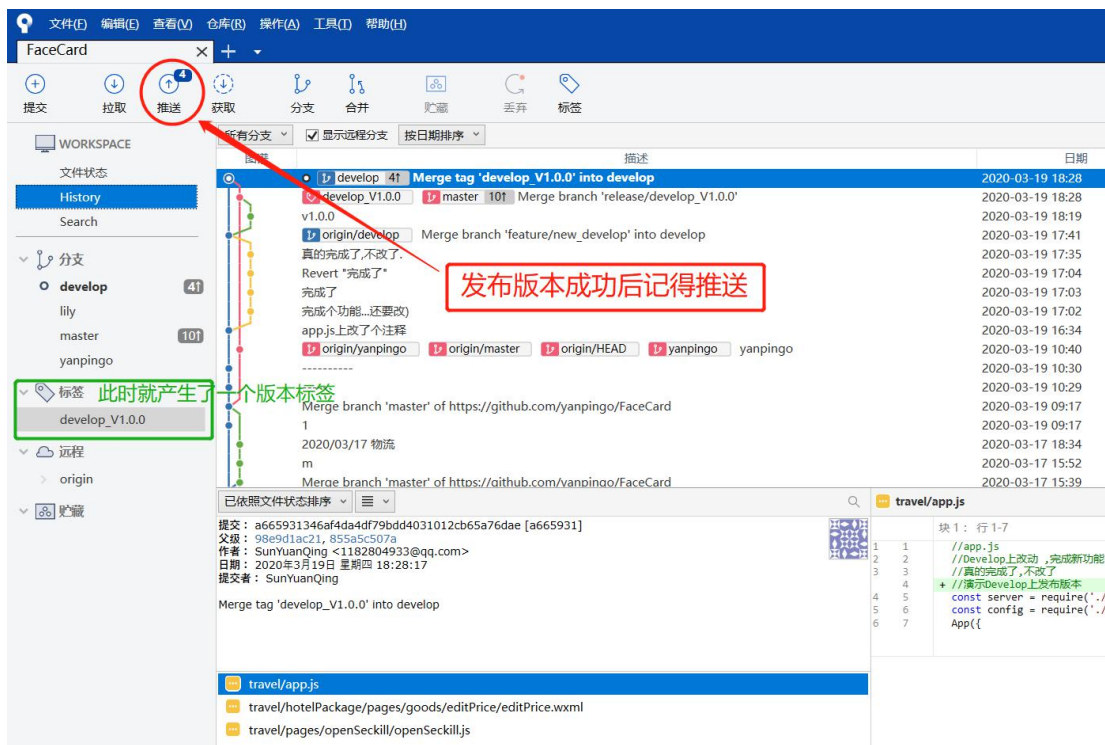 文件(F) 编辑(E) 查看(V) 仓库(R) 操作(A) 工具(T) 帮助(H)
FaceCard
4
提交 拉取 推送 获取 分支 合并 贮藏 丢弃 标签
所有分支 显示远程分支 按日期排序
图谱 描述 日期
WORKSPACE
文件状态
History
Search
分支
develop 4↑
lily
master 10↑
yanpingo
标签 此时就产生了一个版本标签
develop_V1.0.0
远程
origin
贮藏
develop 4↑ Merge tag 'develop_V1.0.0' into develop 2020-03-19 18:28
develop_V1.0.0 master 10↑ Merge branch 'release/develop_V1.0.0' 2020-03-19 18:28
v1.0.0 2020-03-19 18:19
origin/develop Merge branch 'feature/new_develop' into develop 2020-03-19 17:41
真的完成了,不改了. 2020-03-19 17:35
Revert "完成了" 2020-03-19 17:04
完成了 2020-03-19 17:03
完成个功能...还要改) 2020-03-19 17:02
app.js上改了个注释 2020-03-19 16:34
origin/yanpingo origin/master origin/HEAD yanpingo yanpingo 2020-03-19 10:40
---------- 2020-03-19 10:30
2020-03-19 10:29
Merge branch 'master' of https://github.com/yanpingo/FaceCard 2020-03-19 09:17
1 2020-03-19 09:17
2020/03/17 物流 2020-03-17 18:34
m 2020-03-17 15:52
Merge branch 'master' of https://github.com/yanpingo/FaceCard 2020-03-17 15:39
发布版本成功后记得推送
已依照文件状态排序
提交： a665931346af4da4df79bdd4031012cb65a76dae [a665931]
父级： 98e9d1ac21, 855a5c507a
作者： SunYuanQing <1182804933@qq.com>
日期： 2020年3月19日 星期四 18:28:17
提交者： SunYuanQing
Merge tag 'develop_V1.0.0' into develop
travel/app.js
travel/hotelPackage/pages/goods/editPrice/editPrice.wxml
travel/pages/openSeckill/openSeckill.js
travel/app.js
块 1： 行 1-7
1 1 //app.js
2 2 //Develop上改动 ,完成新功能
3 3 //真的完成了,不改了
4 + //演示Develop上发布版本
4 5 const server = require('./
5 6 const config = require('./
6 7 App({